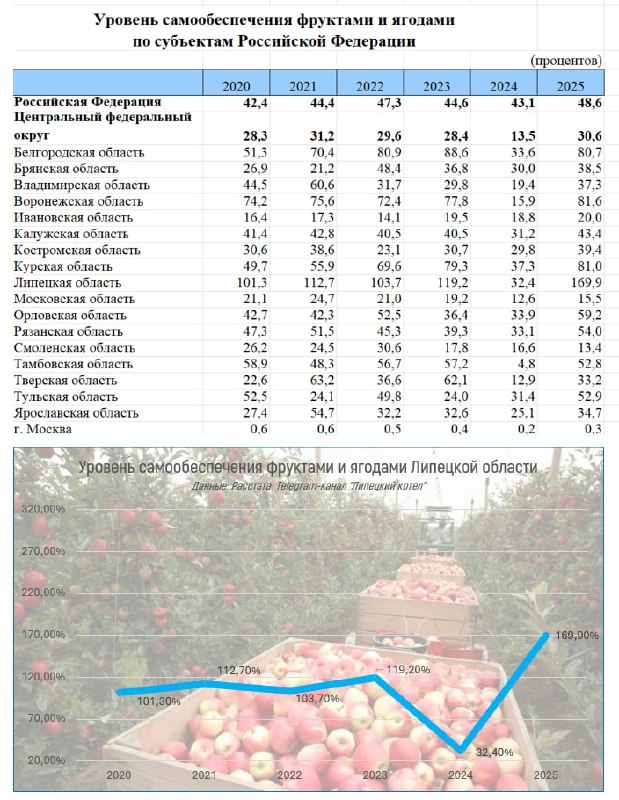 Уровень самообеспечения фруктами и ягодами
по субъектам Российской Федерации
(процентов)
2020 2021 2022 2023 2024 2025
Российская Федерация 42,4 44,4 47,3 44,6 43,1 48,6
Центральный федеральный
округ 28,3 31,2 29,6 28,4 13,5 30,6
Белгородская область 51,3 70,4 80,9 88,6 33,6 80,7
Брянская область 26,9 21,2 48,4 36,8 30,0 38,5
Владимирская область 44,5 60,6 31,7 29,8 19,4 37,3
Воронежская область 74,2 75,6 72,4 77,8 15,9 81,6
Ивановская область 16,4 17,3 14,1 19,5 18,8 20,0
Калужская область 41,4 42,8 40,5 40,5 31,2 43,4
Костромская область 30,6 38,6 23,1 30,7 29,8 39,4
Курская область 49,7 55,9 69,6 79,3 37,3 81,0
Липецкая область 101,3 112,7 103,7 119,2 32,4 169,9
Московская область 21,1 24,7 21,0 19,2 12,6 15,5
Орловская область 42,7 42,3 52,5 36,4 33,9 59,2
Рязанская область 47,3 51,5 45,3 39,3 33,1 54,0
Смоленская область 26,2 24,5 30,6 17,8 16,6 13,4
Тамбовская область 58,9 48,3 56,7 57,2 4,8 52,8
Тверская область 22,6 63,2 36,6 62,1 12,9 33,2
Тульская область 52,5 24,1 49,8 24,0 31,4 52,9
Ярославская область 27,4 54,7 32,2 32,6 25,1 34,7
г. Москва 0,6 0,6 0,5 0,4 0,2 0,3
Уровень самообеспечения фруктами и ягодами Липецкой области
Данные: Росстата. Telegram-канал "Липецкий котел"
320,00%
270,00%
220,00%
170,00%
120,00%
70,00%
20,00%
101,30%
112,70%
103,70%
119,20%
32,40%
169,90%
2020 2021 2022 2023 2024 2025